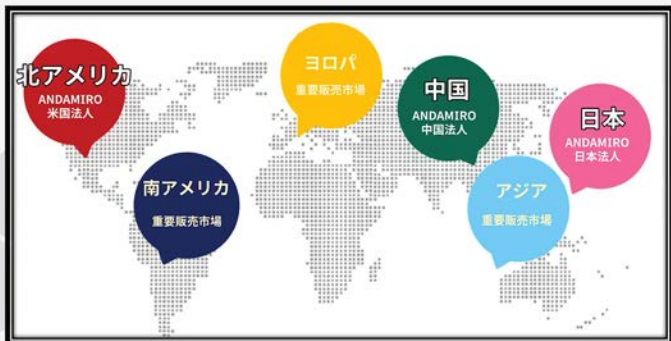 北アメリカ
ANDAMIRO
米国法人
ヨロパ
重要販売市場
中国
ANDAMIRO
中国法人
日本
ANDAMIRO
日本法人
南アメリカ
重要販売市場
アジア
重要販売市場